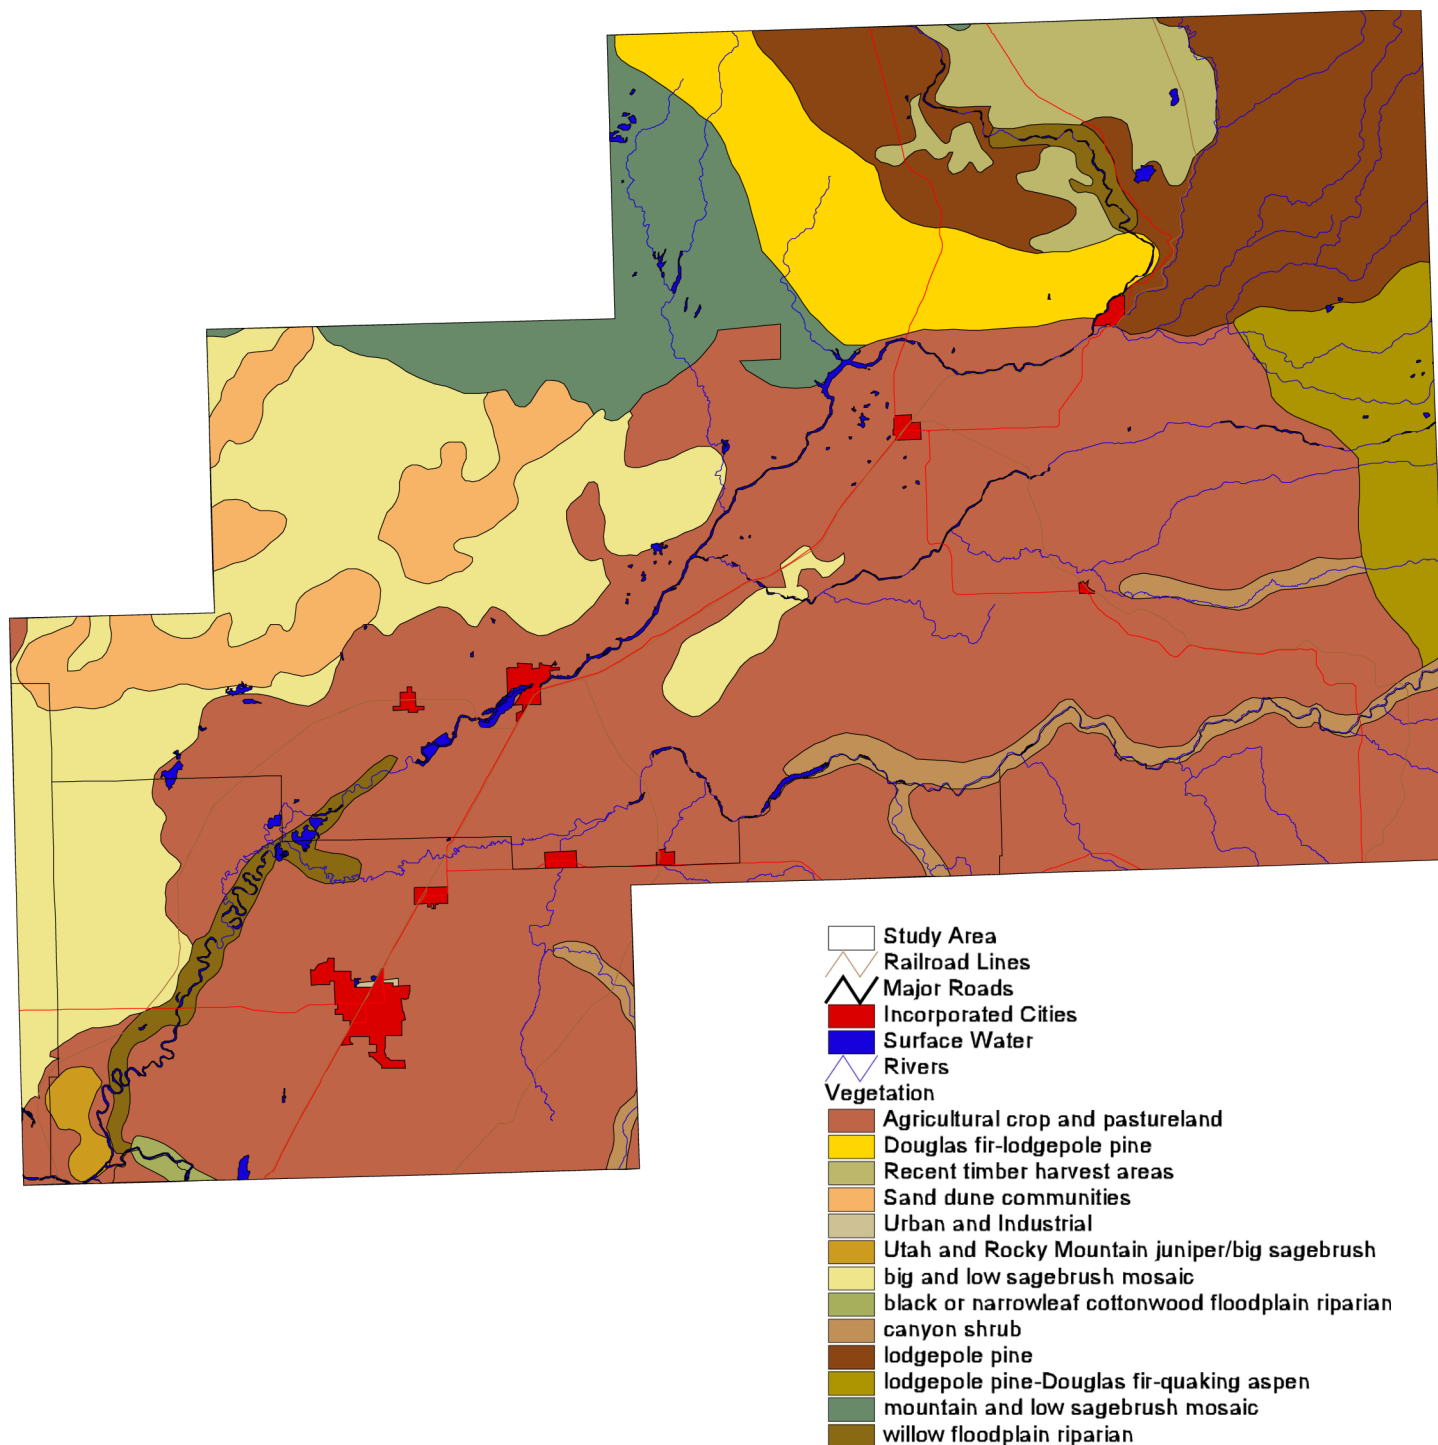 Study Area
Railroad Lines
Major Roads
Incorporated Cities
Surface Water
Rivers
Vegetation
Agricultural crop and pastureland
Douglas fir-lodgepole pine
Recent timber harvest areas
Sand dune communities
Urban and Industrial
Utah and Rocky Mountain juniper/big sagebrush
big and low sagebrush mosaic
black or narrowleaf cottonwood floodplain riparian
canyon shrub
lodgepole pine
lodgepole pine-Douglas fir-quaking aspen
mountain and low sagebrush mosaic
willow floodplain riparian